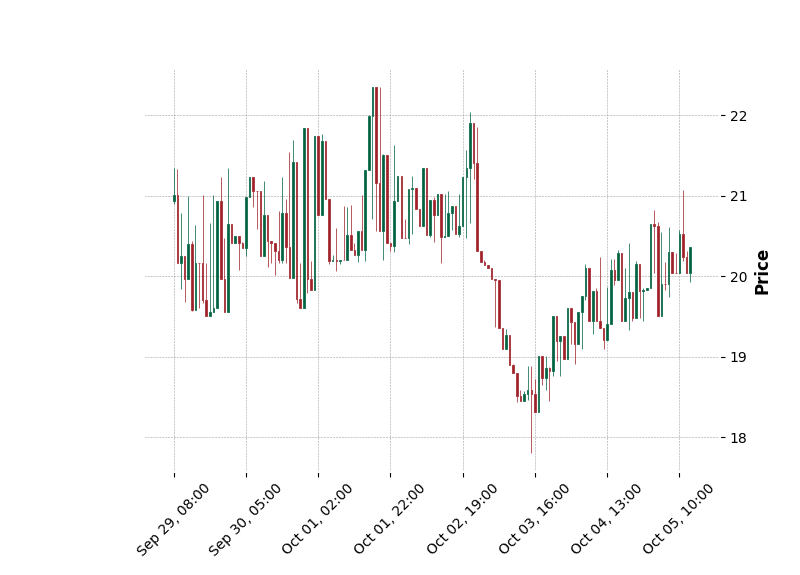 22
21
20
19
18
Price
Sep 29, 08:00
Sep 30, 05:00
Oct 01, 02:00
Oct 01, 22:00
Oct 02, 19:00
Oct 03, 16:00
Oct 04, 13:00
Oct 05, 10:00